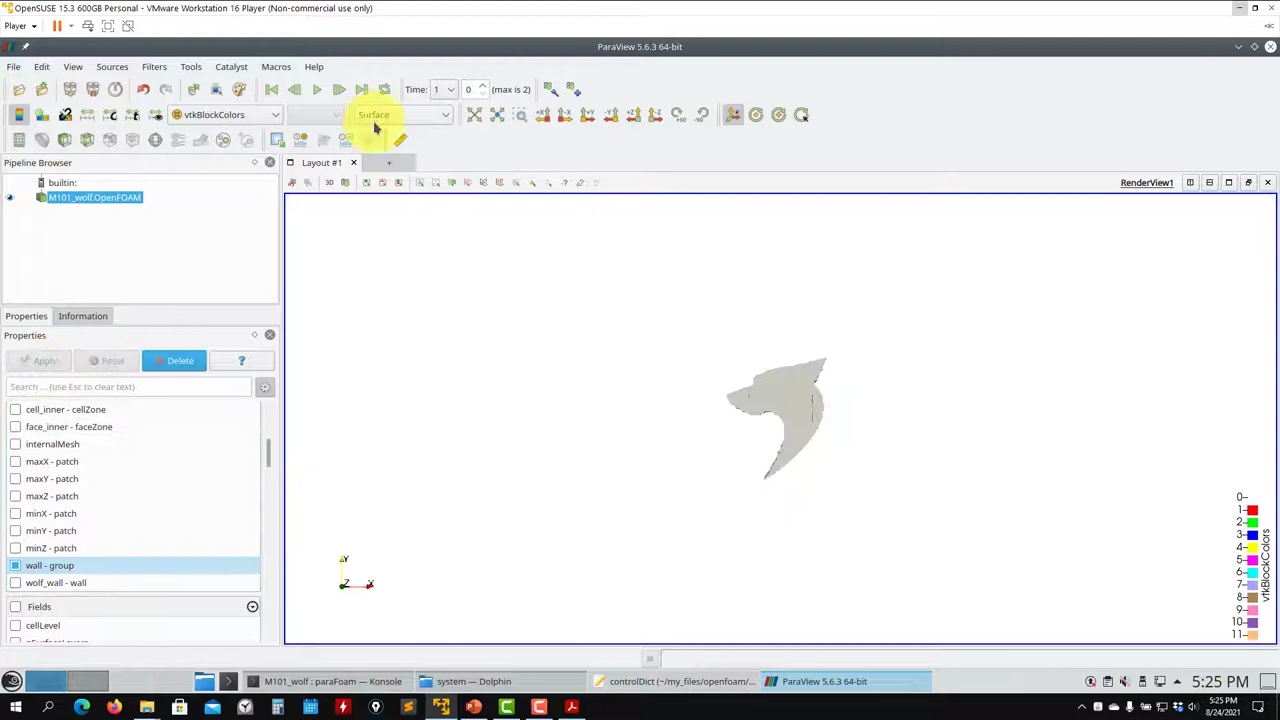 OpenSUSE 15.3 600GB Personal - VMware Workstation 16 Player (Non-commercial use only)
Player
ParaView 5.6.3 64-bit
File Edit View Sources Filters Tools Catalyst Macros Help
Time: 1 0 (max is 2)
vtkBlockColors Surface
+X -X +Y -Y +Z -Z +90 -90
Pipeline Browser
Layout #1 +
builtin:
M101_wolf.OpenFOAM
3D
RenderView1
Properties Information
Properties
Apply Reset Delete ?
Search ... (use Esc to clear text)
cell_inner - cellZone
face_inner - faceZone
internalMesh
maxX - patch
maxY - patch
maxZ - patch
minX - patch
minY - patch
minZ - patch
wall - group
wolf_wall - wall
Fields
cellLevel
Y
Z X
0
1
2
3
4
5
6
7
8
9
10
11
vtkBlockColors
M101_wolf : paraFoam — Konsole
system — Dolphin
controlDict (~/my_files/openfoam/...
ParaView 5.6.3 64-bit
5:25 PM
5:25 PM
8/24/2021